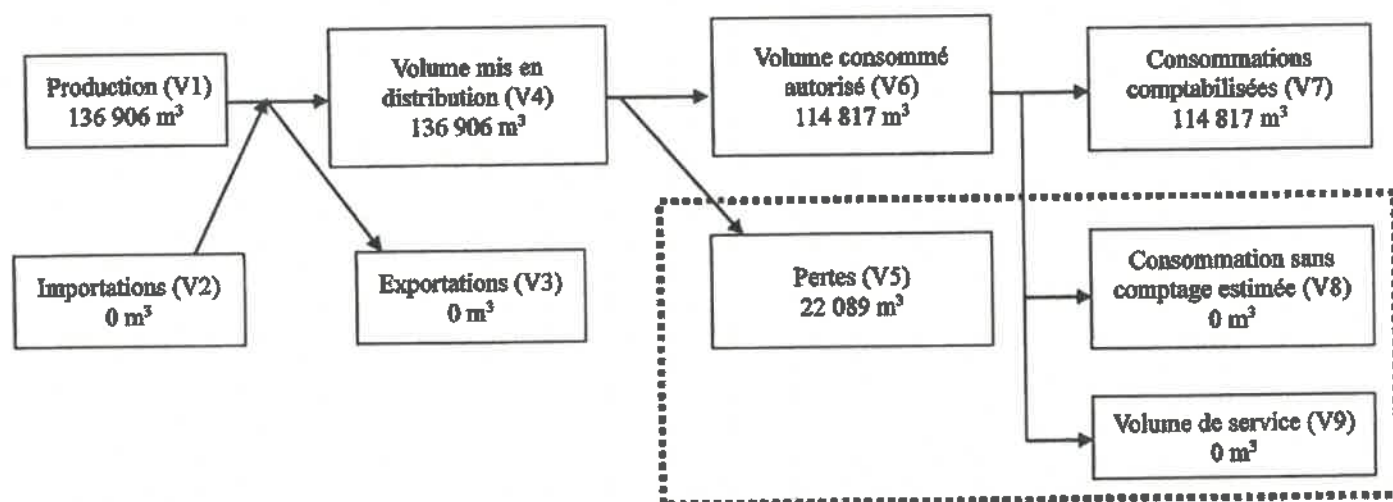 Production (V1)
136 906 m³
Volume mis en
distribution (V4)
136 906 m³
Volume consommé
autorisé (V6)
114 817 m³
Consommations
comptabilisées (V7)
114 817 m³
Importations (V2)
0 m³
Exportations (V3)
0 m³
Pertes (V5)
22 089 m³
Consommation sans
comptage estimée (V8)
0 m³
Volume de service (V9)
0 m³